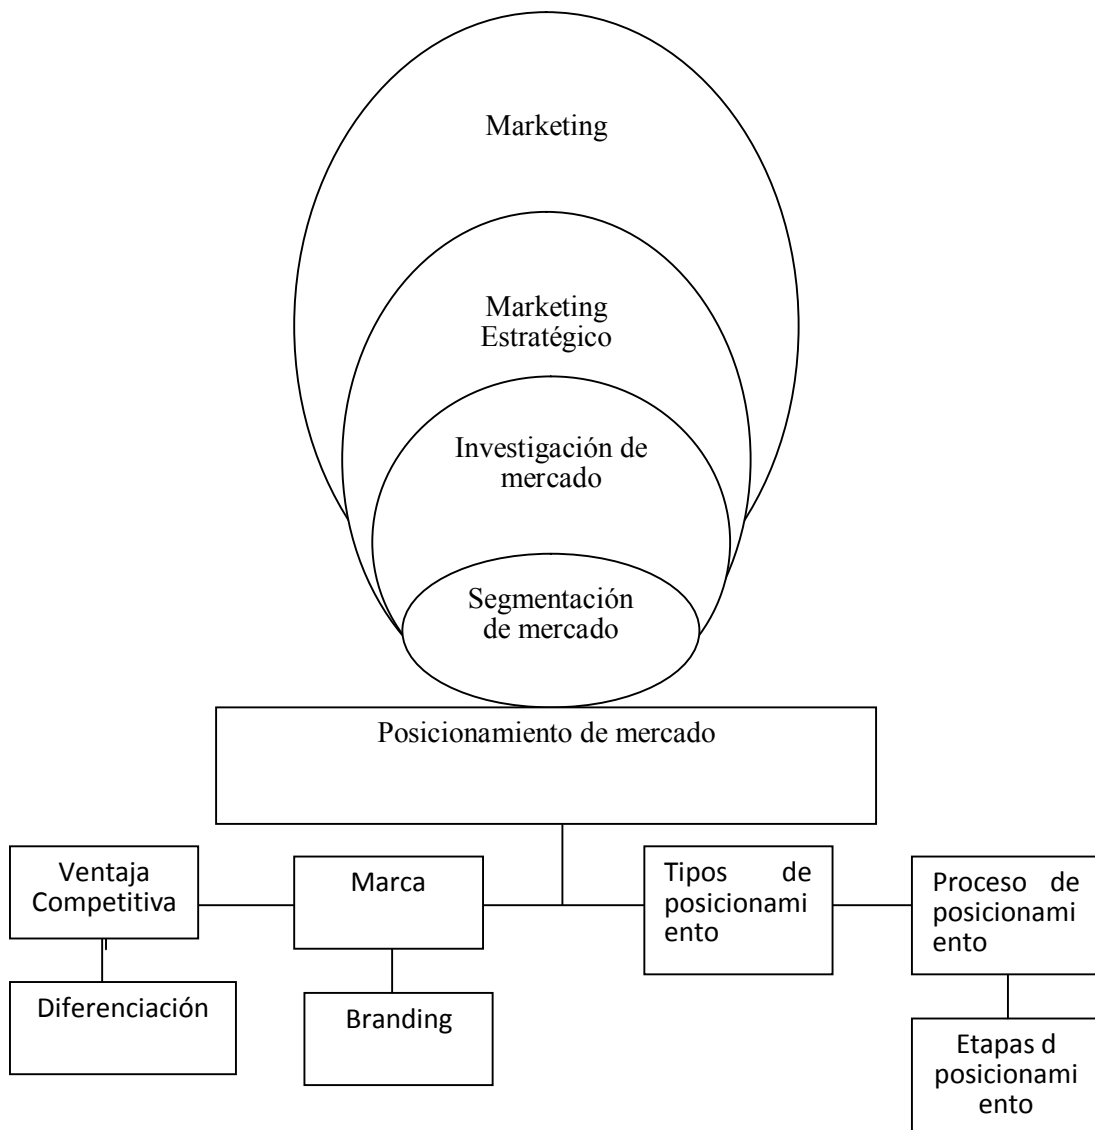 Marketing
Marketing
Estratégico
Investigación de
mercado
Segmentación
de mercado
Posicionamiento de mercado
Ventaja
Competitiva
Marca
Tipos de
posicionami
ento
Proceso de
posicionami
ento
Diferenciación
Branding
Etapas d
posicionami
ento